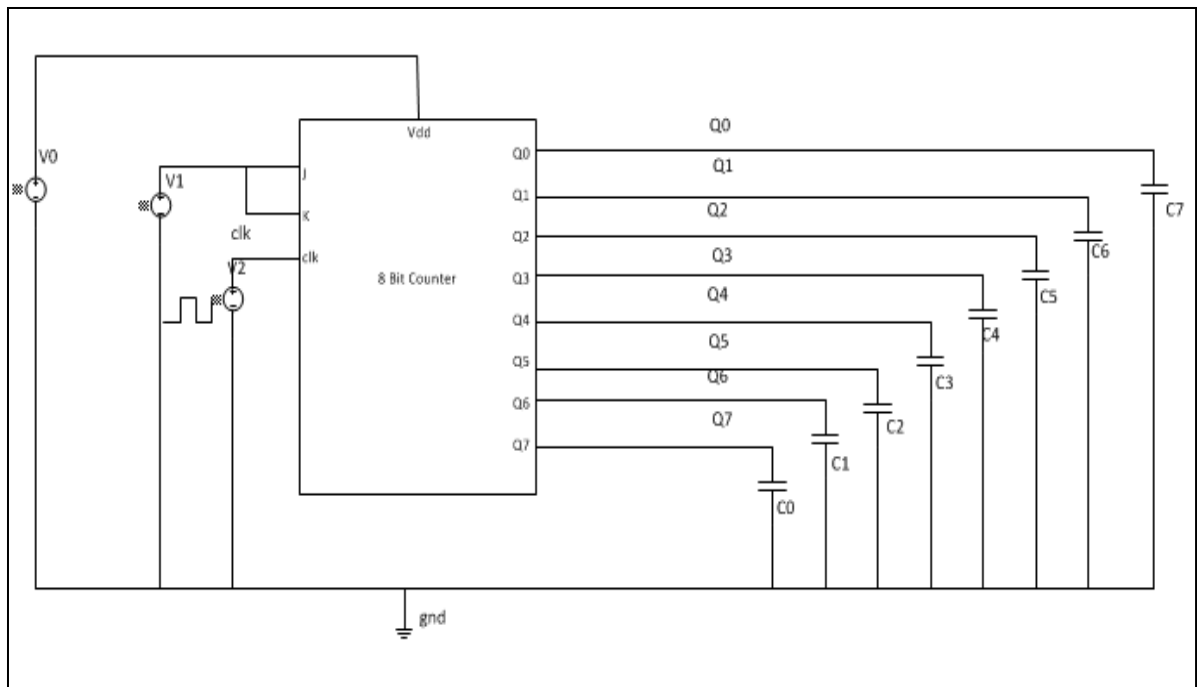 Vdd
Q0
Q0
V0
Q1
J
V1
Q1
K
Q2
C7
clk
Q2
clk
V2
Q3
C6
8 Bit Counter
Q3
Q4
C5
Q4
C4
Q5
Q5
Q6
C3
Q6
Q7
C2
Q7
C1
C0
gnd